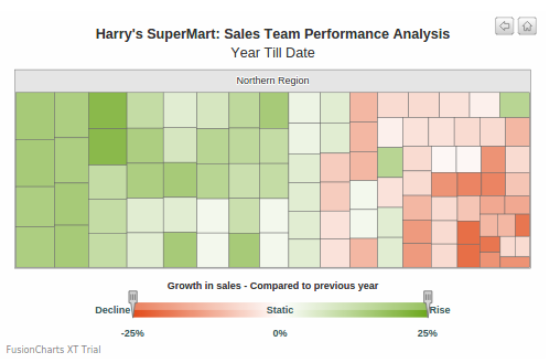 Harry's SuperMart: Sales Team Performance Analysis
Year Till Date
Northern Region
Growth in sales - Compared to previous year
Decline Static Rise
-25% 0% 25%
FusionCharts XT Trial